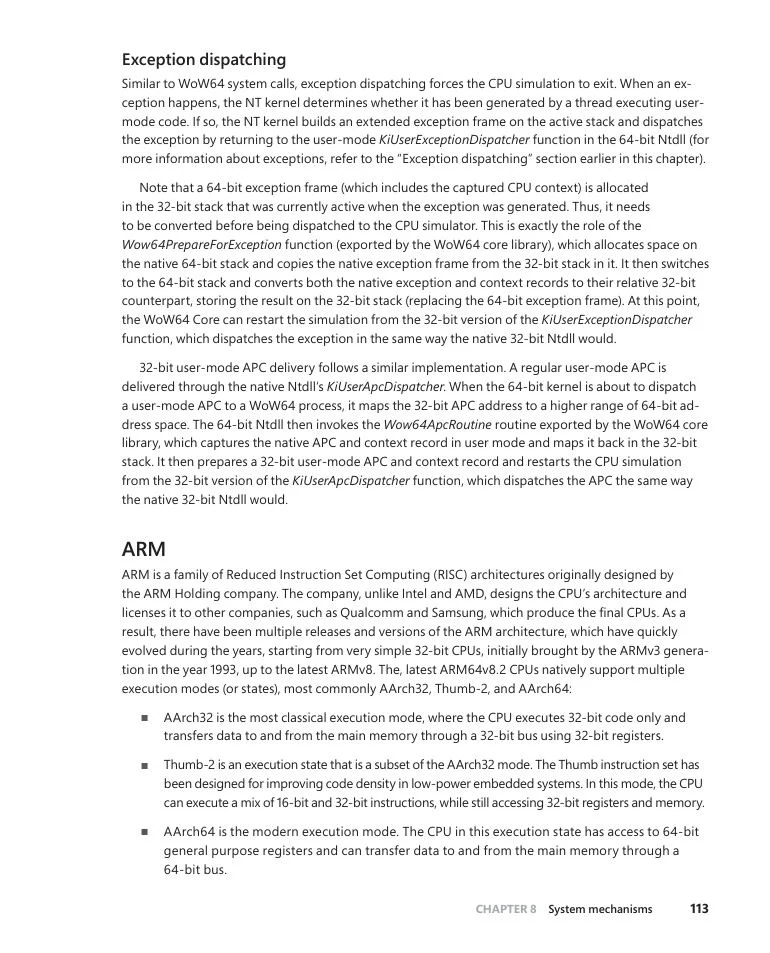 Exception dispatching
Similar to WoW64 system calls, exception dispatching forces the CPU simulation to exit. When an ex-
ception happens, the NT kernel determines whether it has been generated by a thread executing user-
mode code. If so, the NT kernel builds an extended exception frame on the active stack and dispatches
the exception by returning to the user-mode KiUserExceptionDispatcher function in the 64-bit Ntdll (for
more information about exceptions, refer to the “Exception dispatching” section earlier in this chapter).
Note that a 64-bit exception frame (which includes the captured CPU context) is allocated
in the 32-bit stack that was currently active when the exception was generated. Thus, it needs
to be converted before being dispatched to the CPU simulator. This is exactly the role of the
Wow64PrepareForException function (exported by the WoW64 core library), which allocates space on
the native 64-bit stack and copies the native exception frame from the 32-bit stack in it. It then switches
to the 64-bit stack and converts both the native exception and context records to their relative 32-bit
counterpart, storing the result on the 32-bit stack (replacing the 64-bit exception frame). At this point,
the WoW64 Core can restart the simulation from the 32-bit version of the KiUserExceptionDispatcher
function, which dispatches the exception in the same way the native 32-bit Ntdll would.
32-bit user-mode APC delivery follows a similar implementation. A regular user-mode APC is
delivered through the native Ntdll’s KiUserApcDispatcher. When the 64-bit kernel is about to dispatch
a user-mode APC to a WoW64 process, it maps the 32-bit APC address to a higher range of 64-bit ad-
dress space. The 64-bit Ntdll then invokes the Wow64ApcRoutine routine exported by the WoW64 core
library, which captures the native APC and context record in user mode and maps it back in the 32-bit
stack. It then prepares a 32-bit user-mode APC and context record and restarts the CPU simulation
from the 32-bit version of the KiUserApcDispatcher function, which dispatches the APC the same way
the native 32-bit Ntdll would.
ARM
ARM is a family of Reduced Instruction Set Computing (RISC) architectures originally designed by
the ARM Holding company. The company, unlike Intel and AMD, designs the CPU’s architecture and
licenses it to other companies, such as Qualcomm and Samsung, which produce the final CPUs. As a
result, there have been multiple releases and versions of the ARM architecture, which have quickly
evolved during the years, starting from very simple 32-bit CPUs, initially brought by the ARMv3 genera-
tion in the year 1993, up to the latest ARMv8. The, latest ARM64v8.2 CPUs natively support multiple
execution modes (or states), most commonly AArch32, Thumb-2, and AArch64:
■ AArch32 is the most classical execution mode, where the CPU executes 32-bit code only and
transfers data to and from the main memory through a 32-bit bus using 32-bit registers.
■ Thumb-2 is an execution state that is a subset of the AArch32 mode. The Thumb instruction set has
been designed for improving code density in low-power embedded systems. In this mode, the CPU
can execute a mix of 16-bit and 32-bit instructions, while still accessing 32-bit registers and memory.
■ AArch64 is the modern execution mode. The CPU in this execution state has access to 64-bit
general purpose registers and can transfer data to and from the main memory through a
64-bit bus.
CHAPTER 8 System mechanisms 113